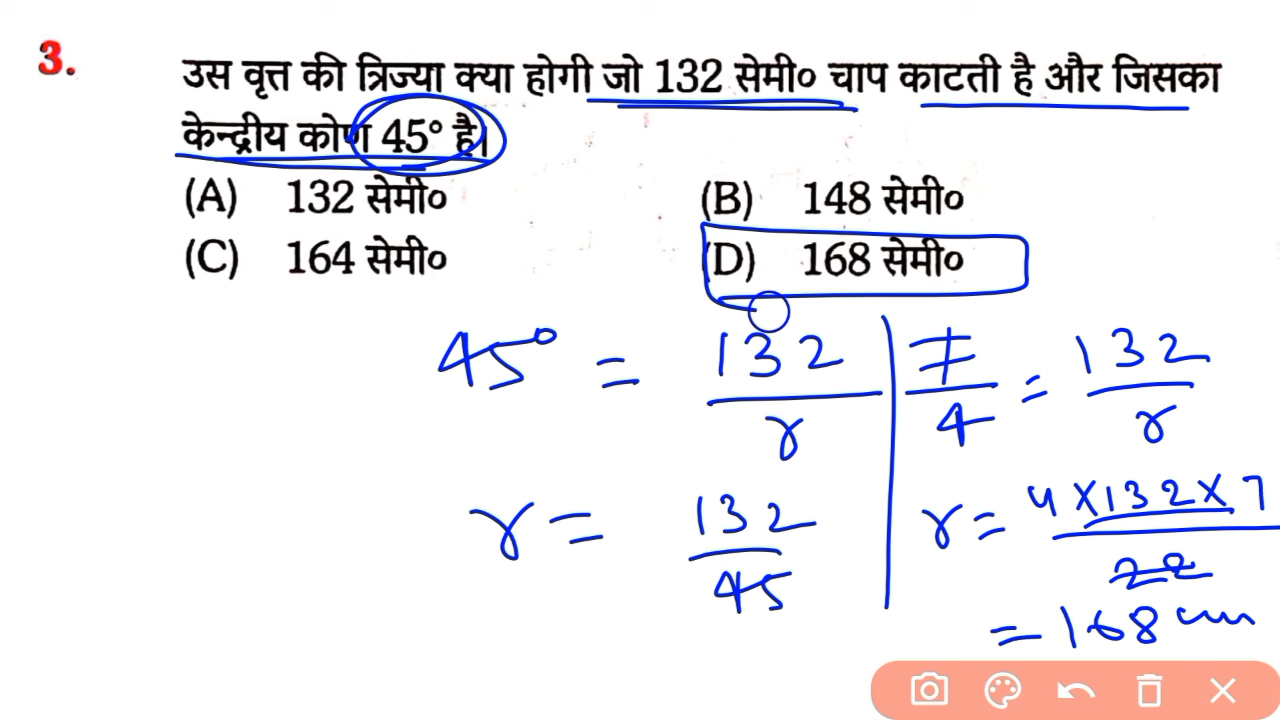 3. उस वृत्त की त्रिज्या क्या होगी जो 132 सेमी० चाप काटती है और जिसका
केन्द्रीय कोण 45° है।
(A) 132 सेमी० (B) 148 सेमी०
(C) 164 सेमी० (D) 168 सेमी०
45° = 132/r
r = 132/45
π/4 = 132/r
r = 4×132×7/22
= 168 cm